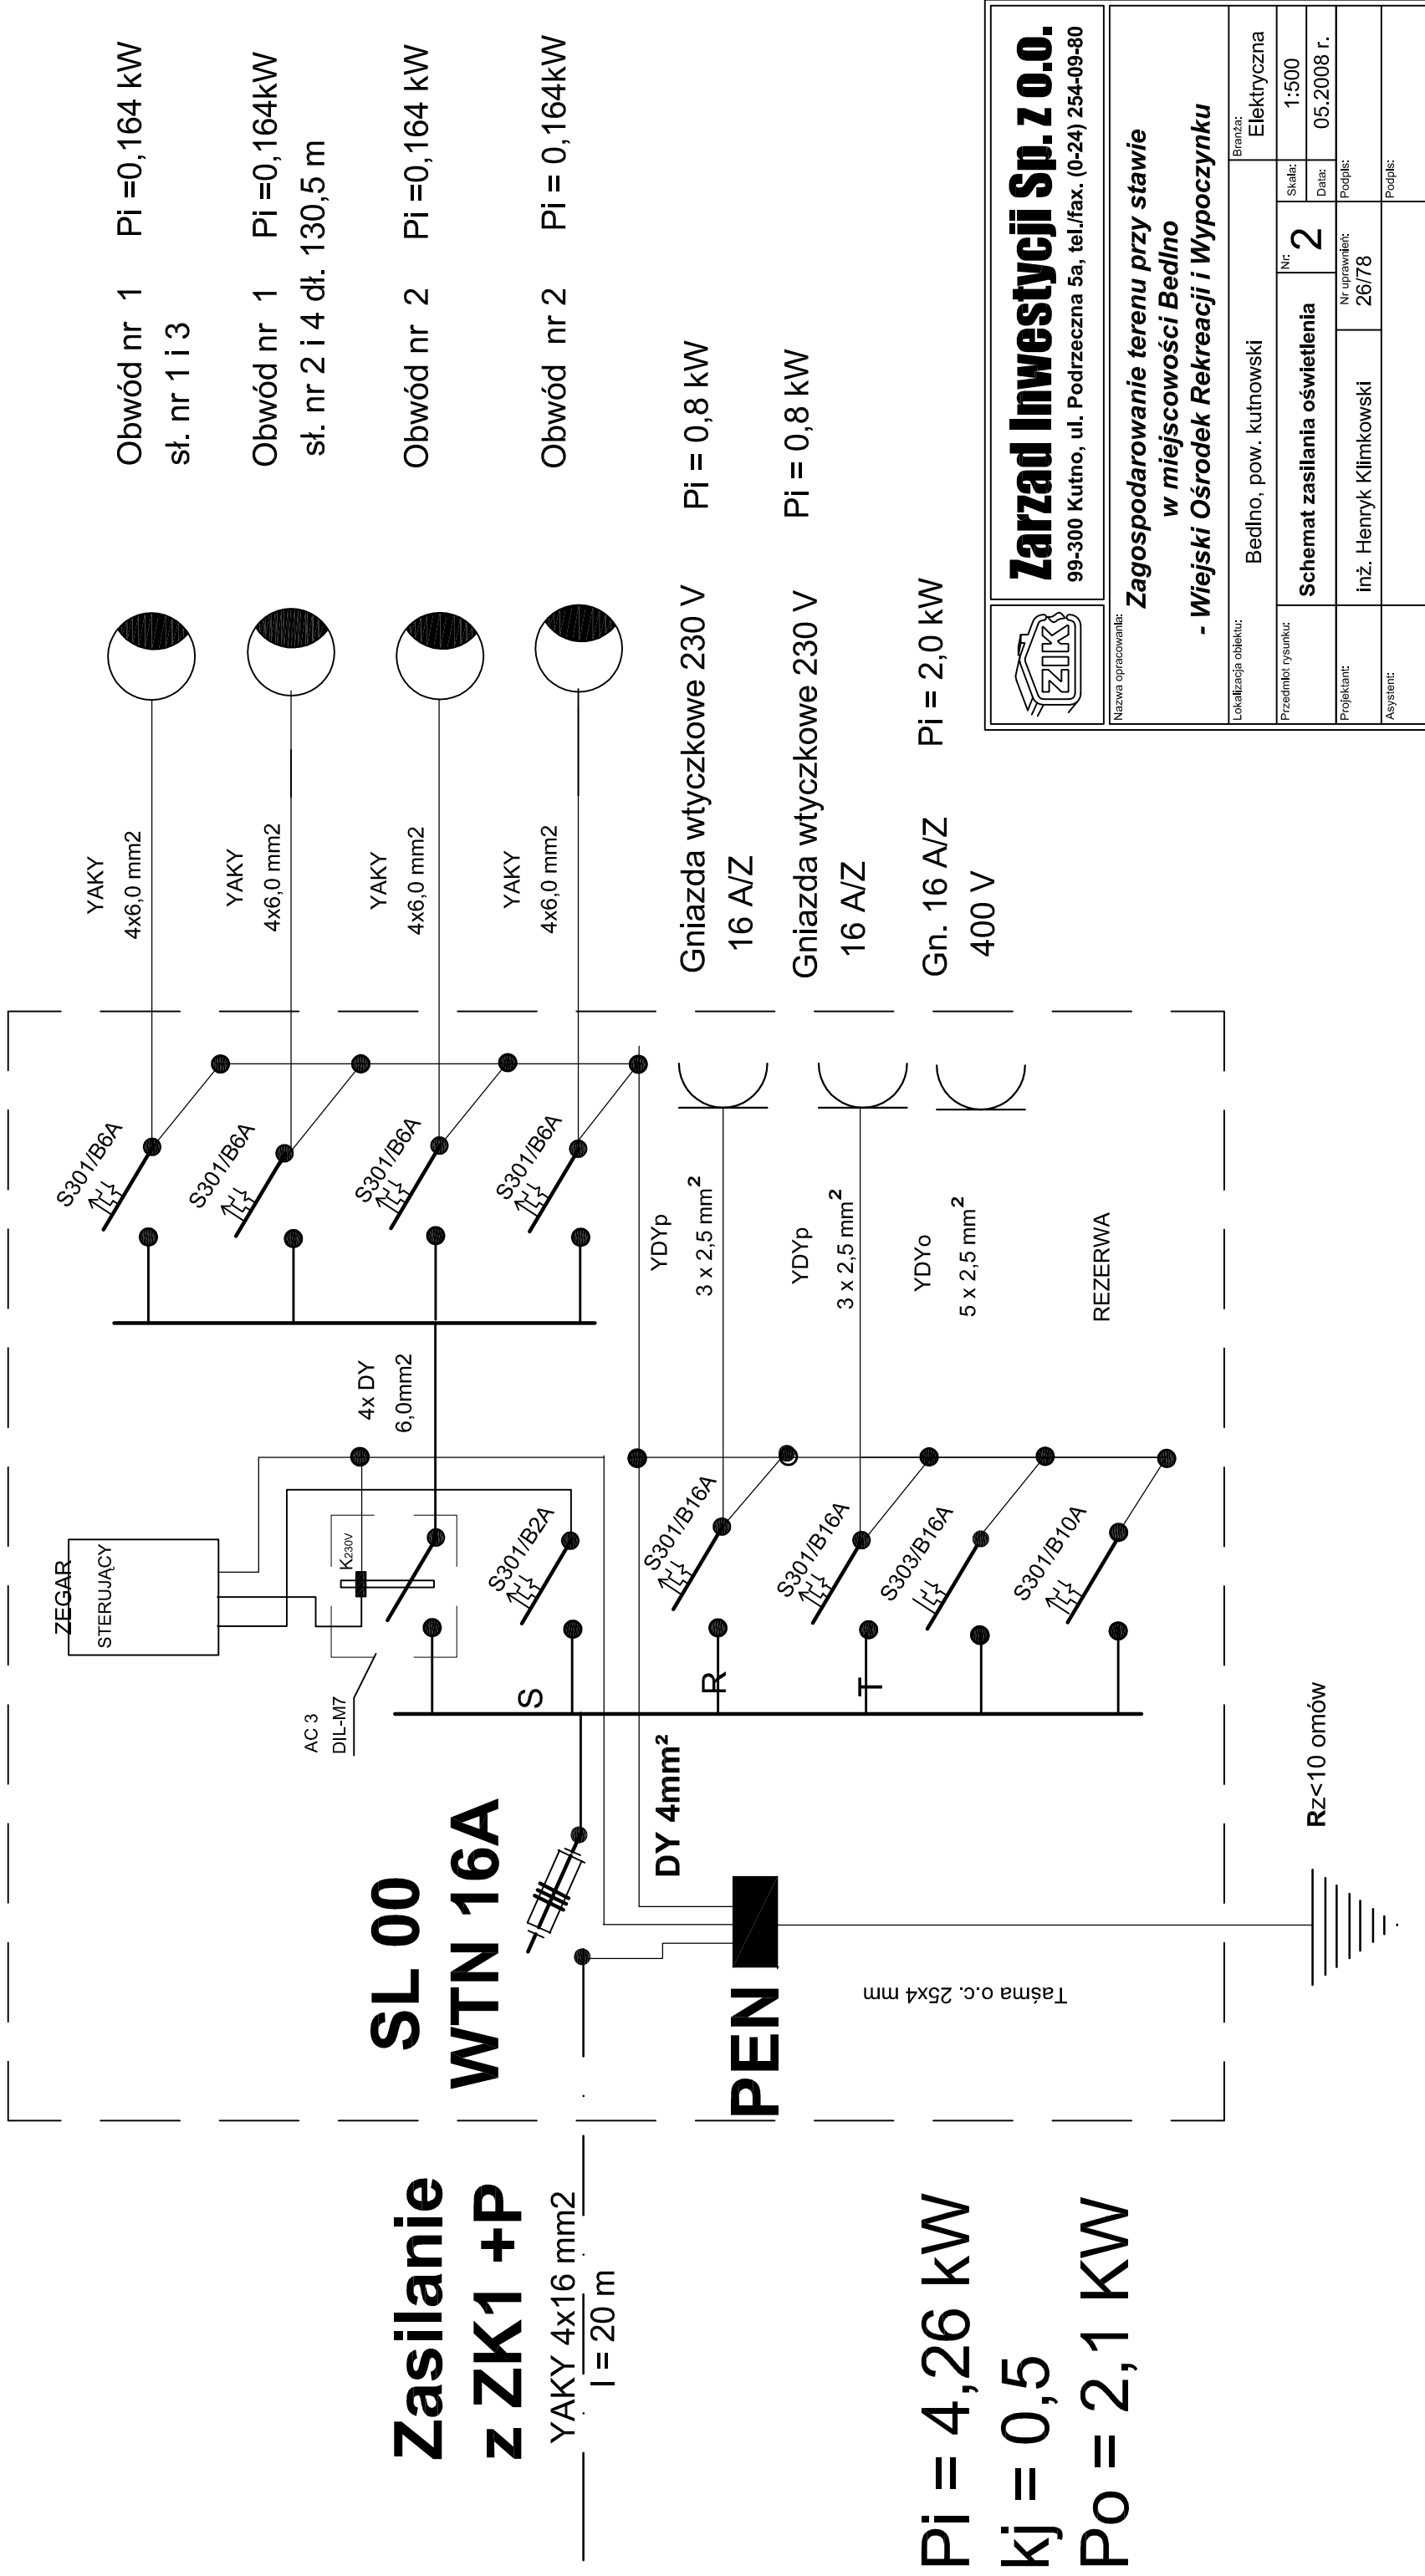 Obwód nr 1 Pi =0,164 kW
sł. nr 1 i 3
Obwód nr 1 Pi =0,164kW
sł. nr 2 i 4 dł. 130,5 m
Obwód nr 2 Pi =0,164 kW
Obwód nr 2 Pi = 0,164kW
YAKY
4x6,0 mm2
YAKY
4x6,0 mm2
YAKY
4x6,0 mm2
YAKY
4x6,0 mm2
Gniazda wtyczkowe 230 V Pi = 0,8 kW
16 A/Z
Gniazda wtyczkowe 230 V Pi = 0,8 kW
16 A/Z
Gn. 16 A/Z Pi = 2,0 kW
400 V
S301/B6A
S301/B6A
S301/B6A
S301/B6A
YDYp
3 x 2,5 mm²
YDYp
3 x 2,5 mm²
YDYo
5 x 2,5 mm²
REZERWA
4x DY
6,0mm2
ZEGAR
STERUJĄCY
K230V
AC 3
DIL-M7
S301/B2A
S301/B16A
S301/B16A
S303/B16A
S301/B10A
S
R
T
SL 00
WTN 16A
DY 4mm²
PEN
Taśma o.c. 25x4 mm
Rz<10 omów
Zasilanie
z ZK1 +P
YAKY 4x16 mm2
l = 20 m
Pi = 4,26 kW
kj = 0,5
Po = 2,1 KW
ZIK
Zarzad Inwestycji Sp. z o.o.
99-300 Kutno, ul. Podrzeczna 5a, tel./fax. (0-24) 254-09-80
Nazwa opracowania:
Zagospodarowanie terenu przy stawie
w miejscowości Bedlno
- Wiejski Ośrodek Rekreacji i Wypoczynku
Lokalizacja obiektu:
Bedlno, pow. kutnowski
Branża:
Elektryczna
Przedmiot rysunku:
Schemat zasilania oświetlenia
Nr:
2
Skala:
1:500
Data:
05.2008 r.
Projektant:
inż. Henryk Klimkowski
Nr uprawnień:
26/78
Podpis:
Asystent:
Podpis: